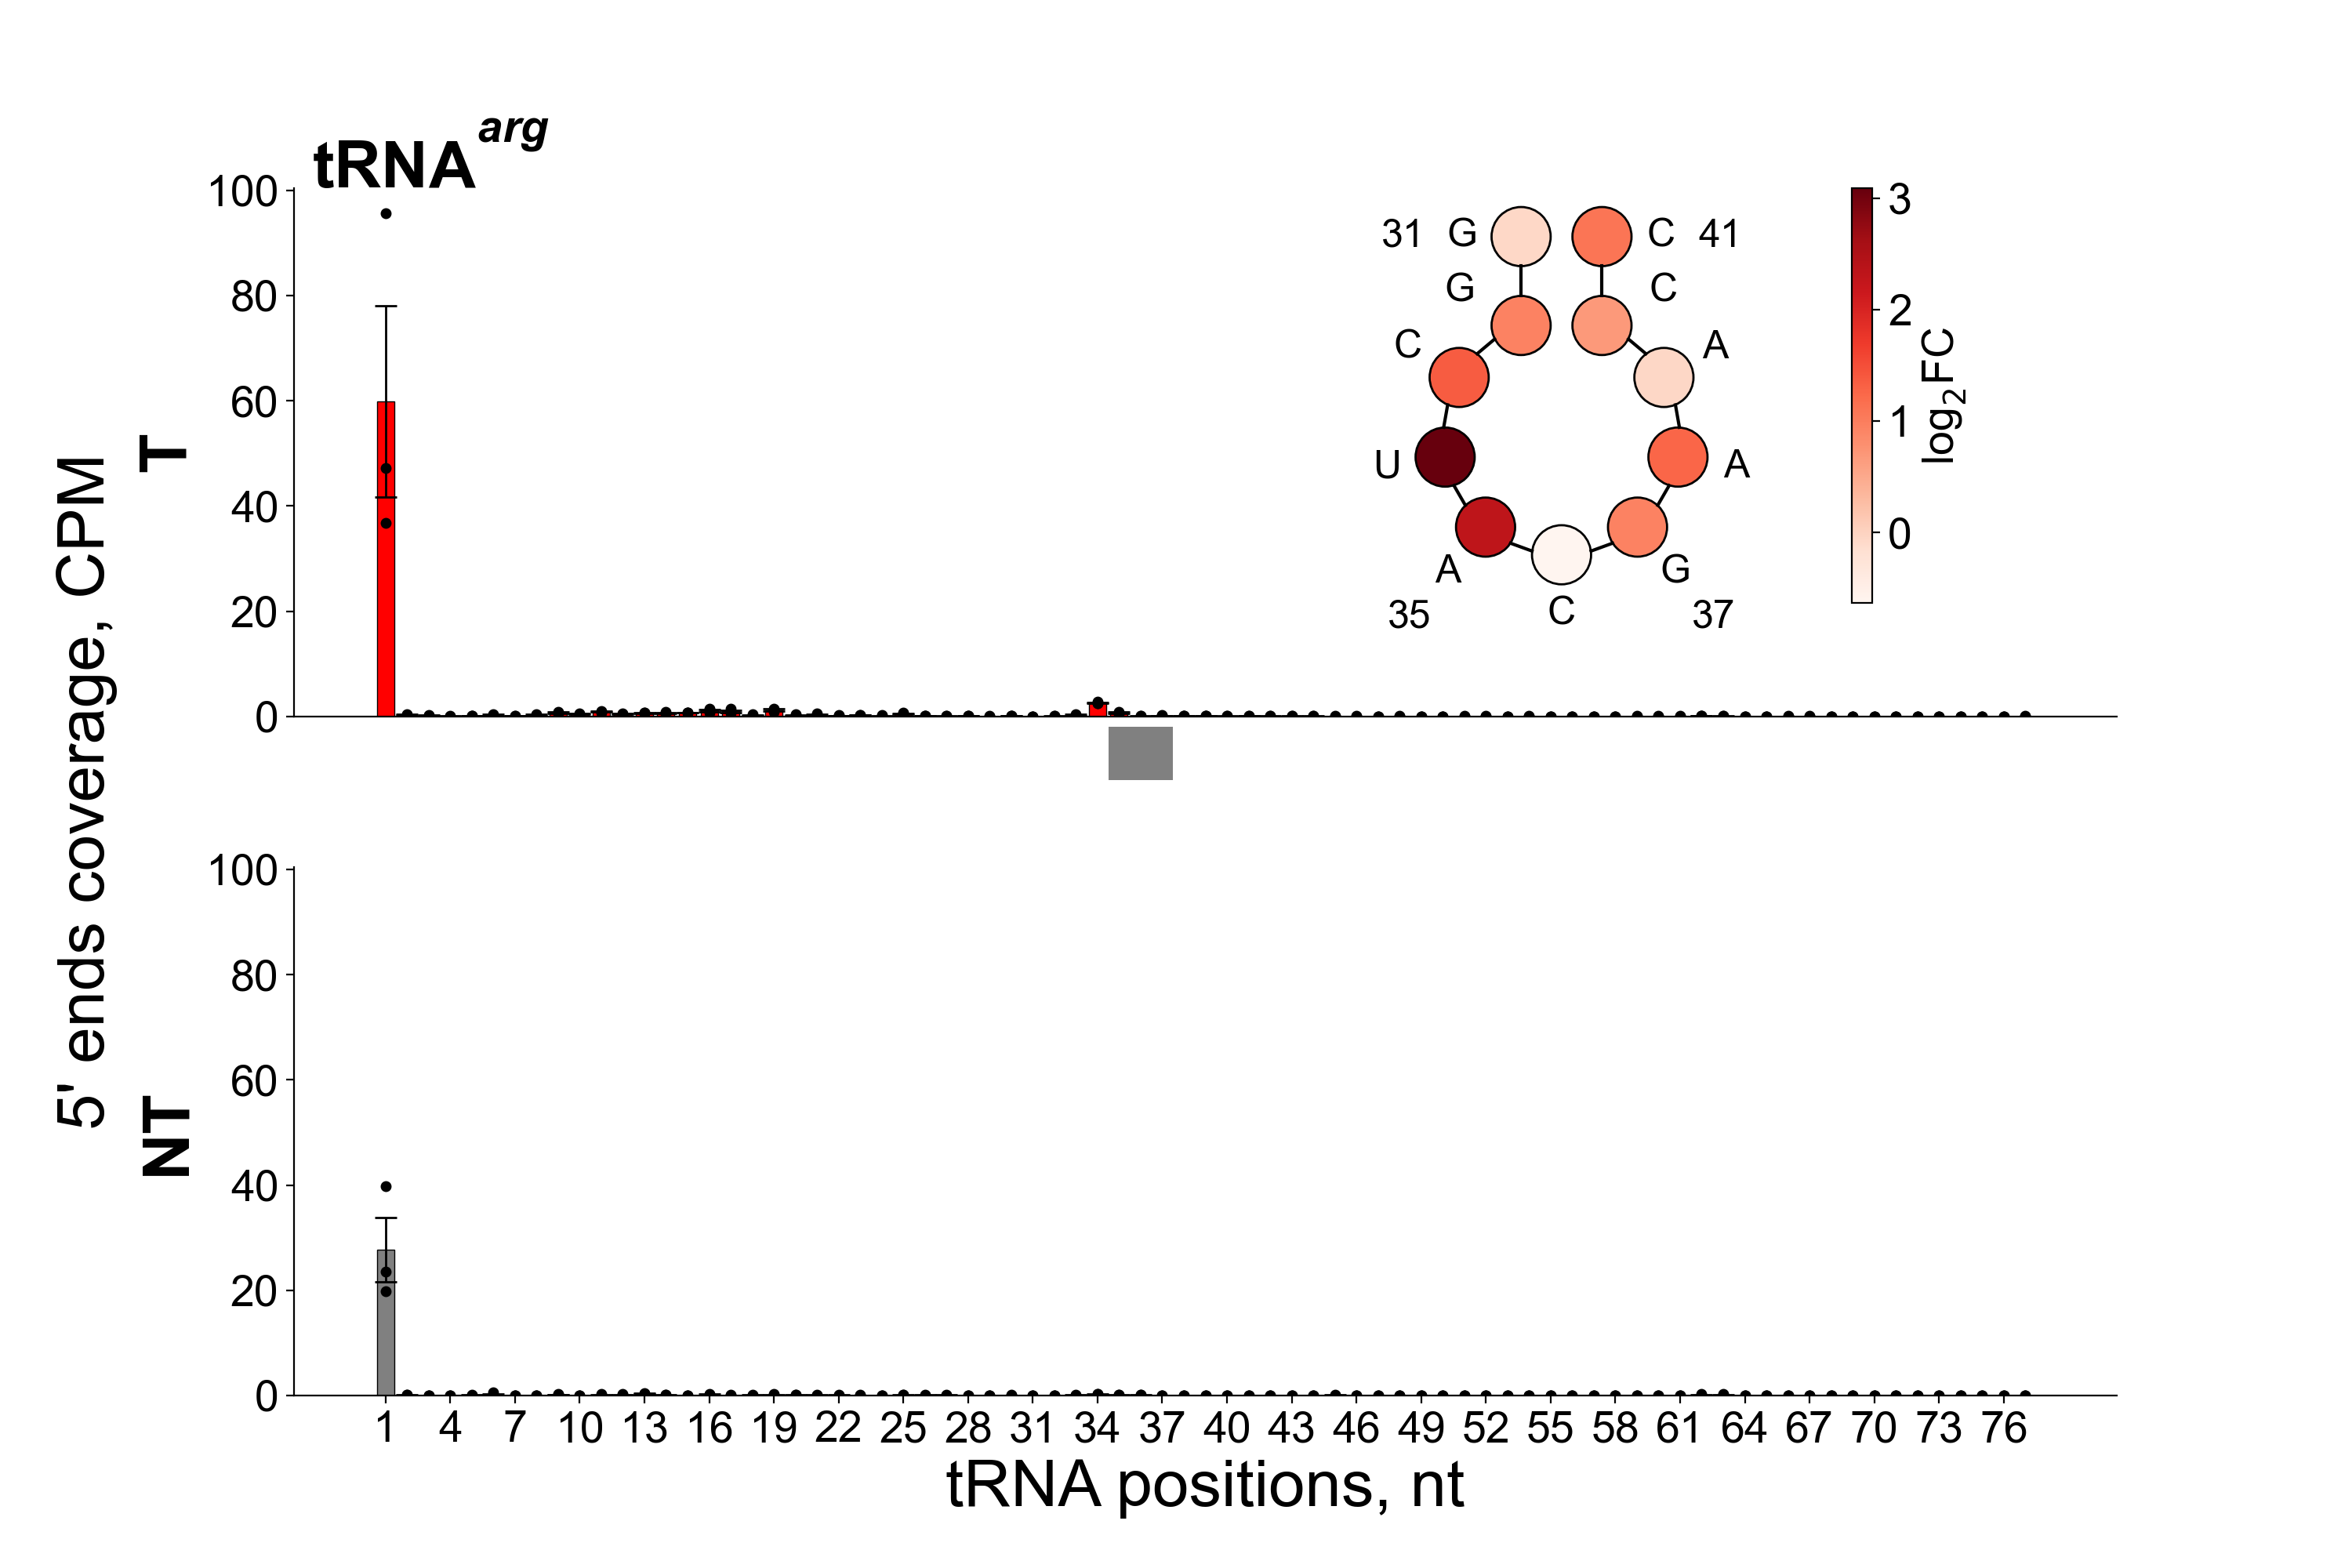 tRNA^arg
5' ends coverage, CPM
T
100
80
60
40
20
0
31 G C 41
G C
C A
U A
A G
C
35 37
3
2
1
0
log₂FC
NT
100
80
60
40
20
0
1 4 7 10 13 16 19 22 25 28 31 34 37 40 43 46 49 52 55 58 61 64 67 70 73 76
tRNA positions, nt